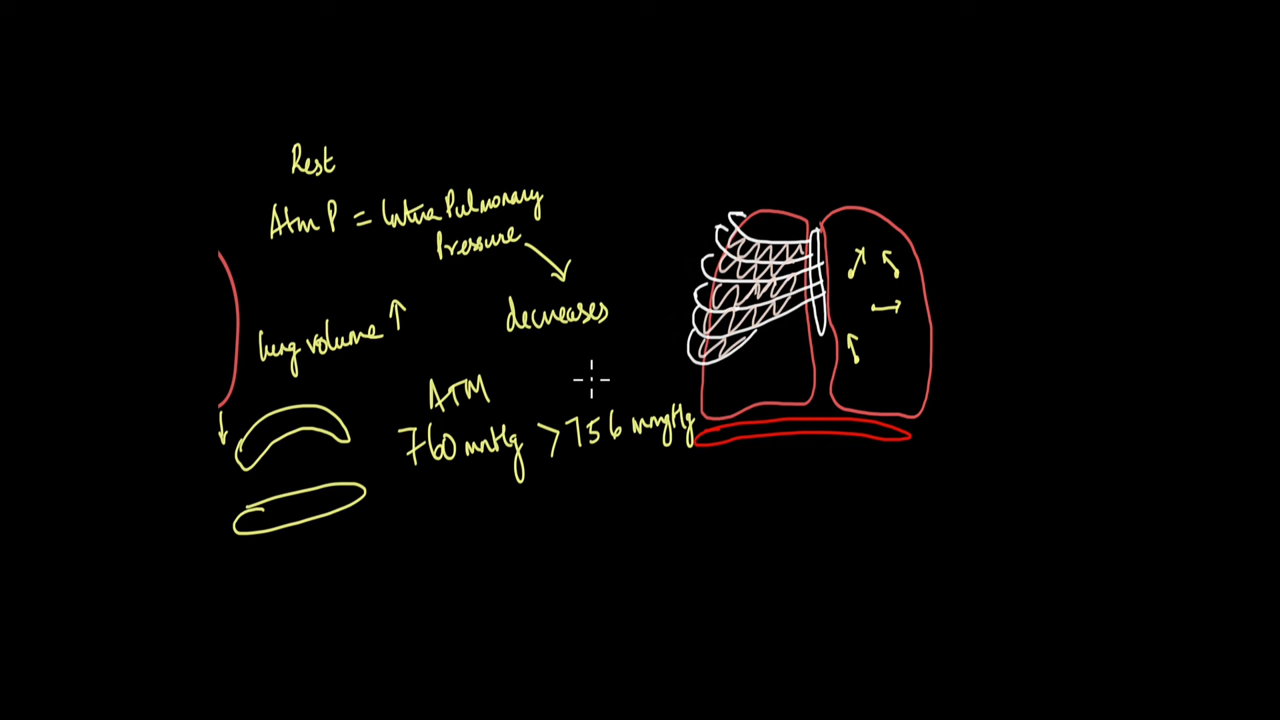 Rest
Atm P = Intra Pulmonary
Pressure
decreases
lung volume ↑
ATM
760 mmHg > 756 mmHg